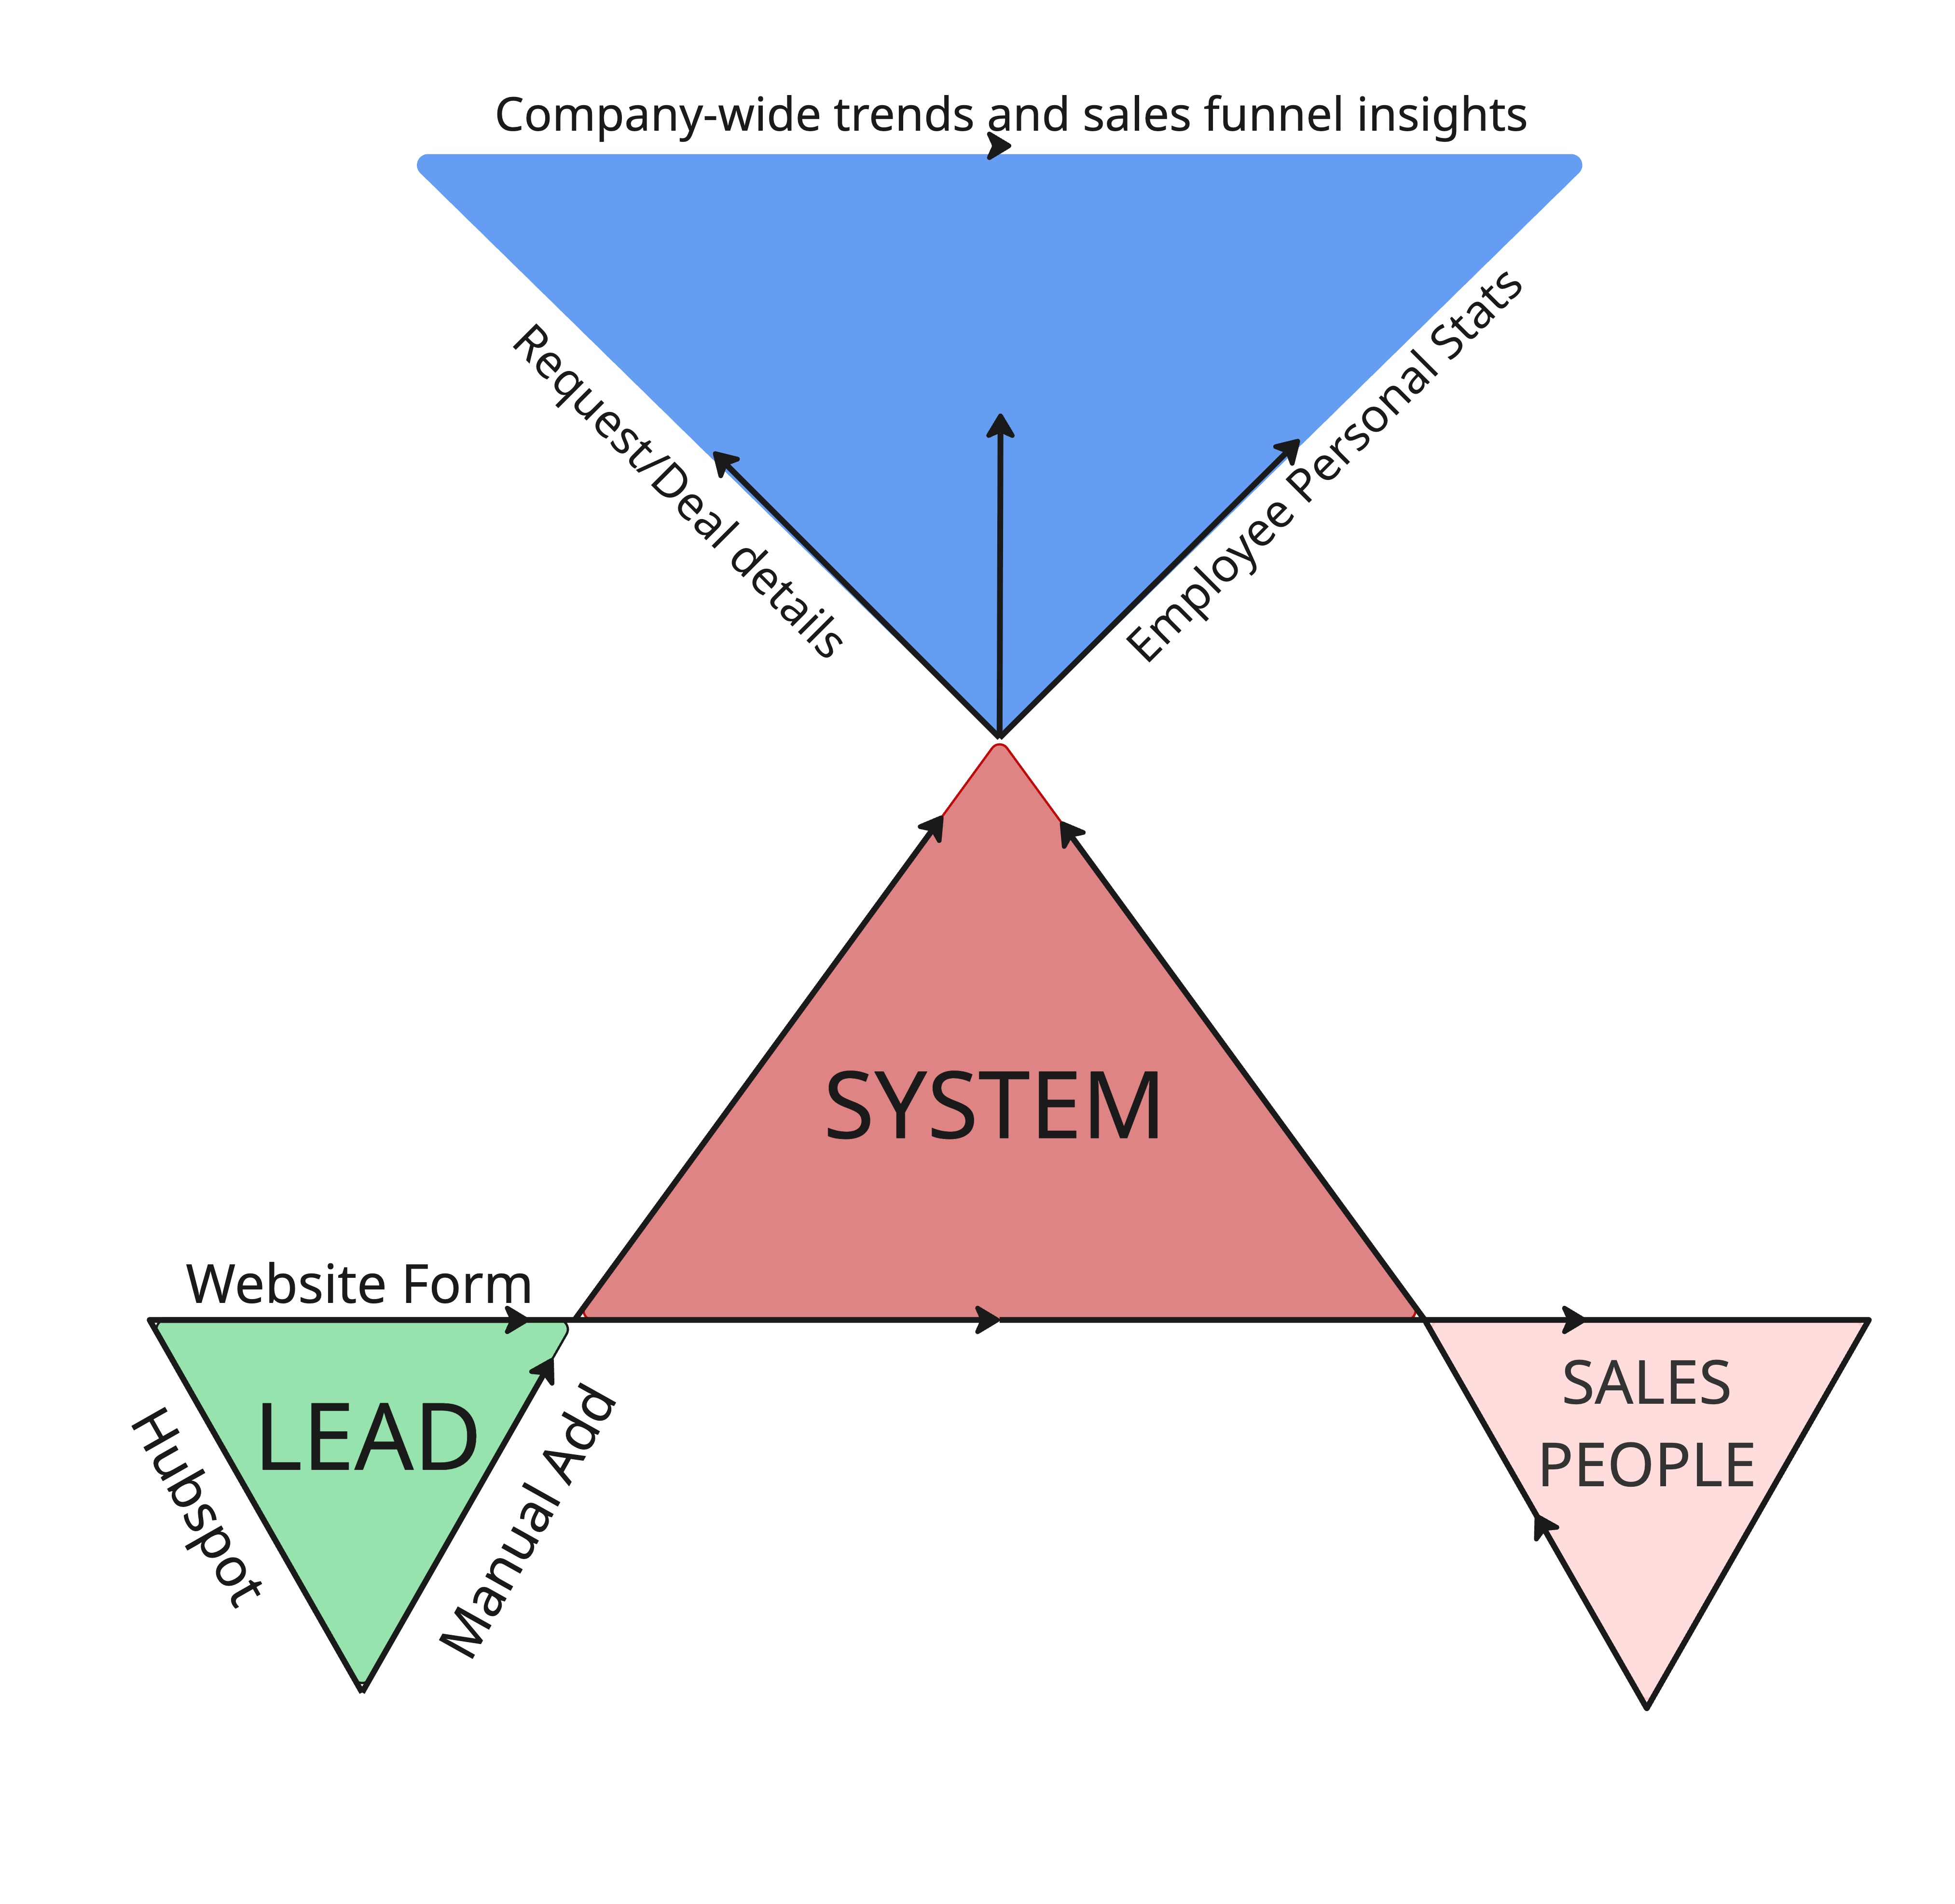 Company-wide trends and sales funnel insights
Request/Deal details
Employee Personal Stats
SYSTEM
Website Form
LEAD
Hubspot
Manual Add
SALES
PEOPLE